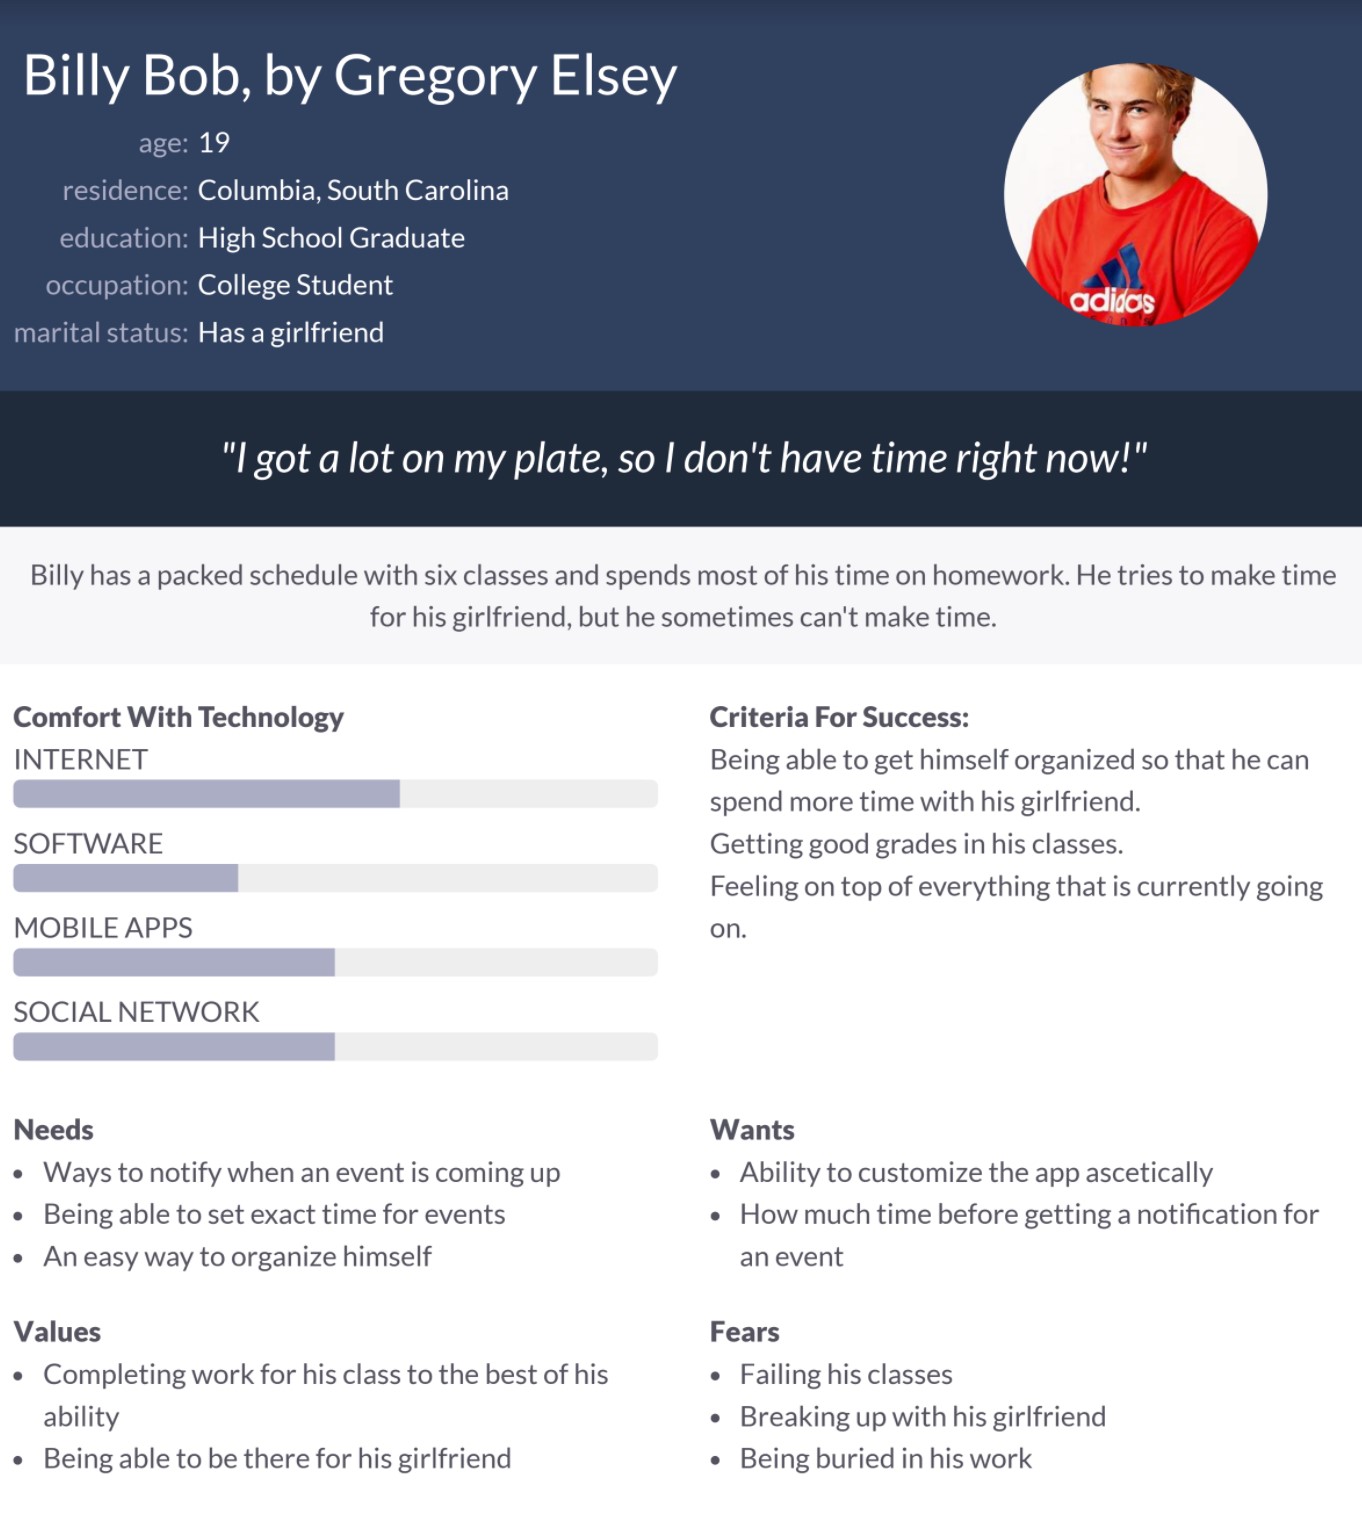 Billy Bob, by Gregory Elsey
age: 19
residence: Columbia, South Carolina
education: High School Graduate
occupation: College Student
marital status: Has a girlfriend
adidas
"I got a lot on my plate, so I don't have time right now!"
Billy has a packed schedule with six classes and spends most of his time on homework. He tries to make time
for his girlfriend, but he sometimes can't make time.
Comfort With Technology
INTERNET
SOFTWARE
MOBILE APPS
SOCIAL NETWORK
Criteria For Success:
Being able to get himself organized so that he can
spend more time with his girlfriend.
Getting good grades in his classes.
Feeling on top of everything that is currently going
on.
Needs
• Ways to notify when an event is coming up
• Being able to set exact time for events
• An easy way to organize himself
Wants
• Ability to customize the app ascetically
• How much time before getting a notification for
an event
Values
• Completing work for his class to the best of his
ability
• Being able to be there for his girlfriend
Fears
• Failing his classes
• Breaking up with his girlfriend
• Being buried in his work